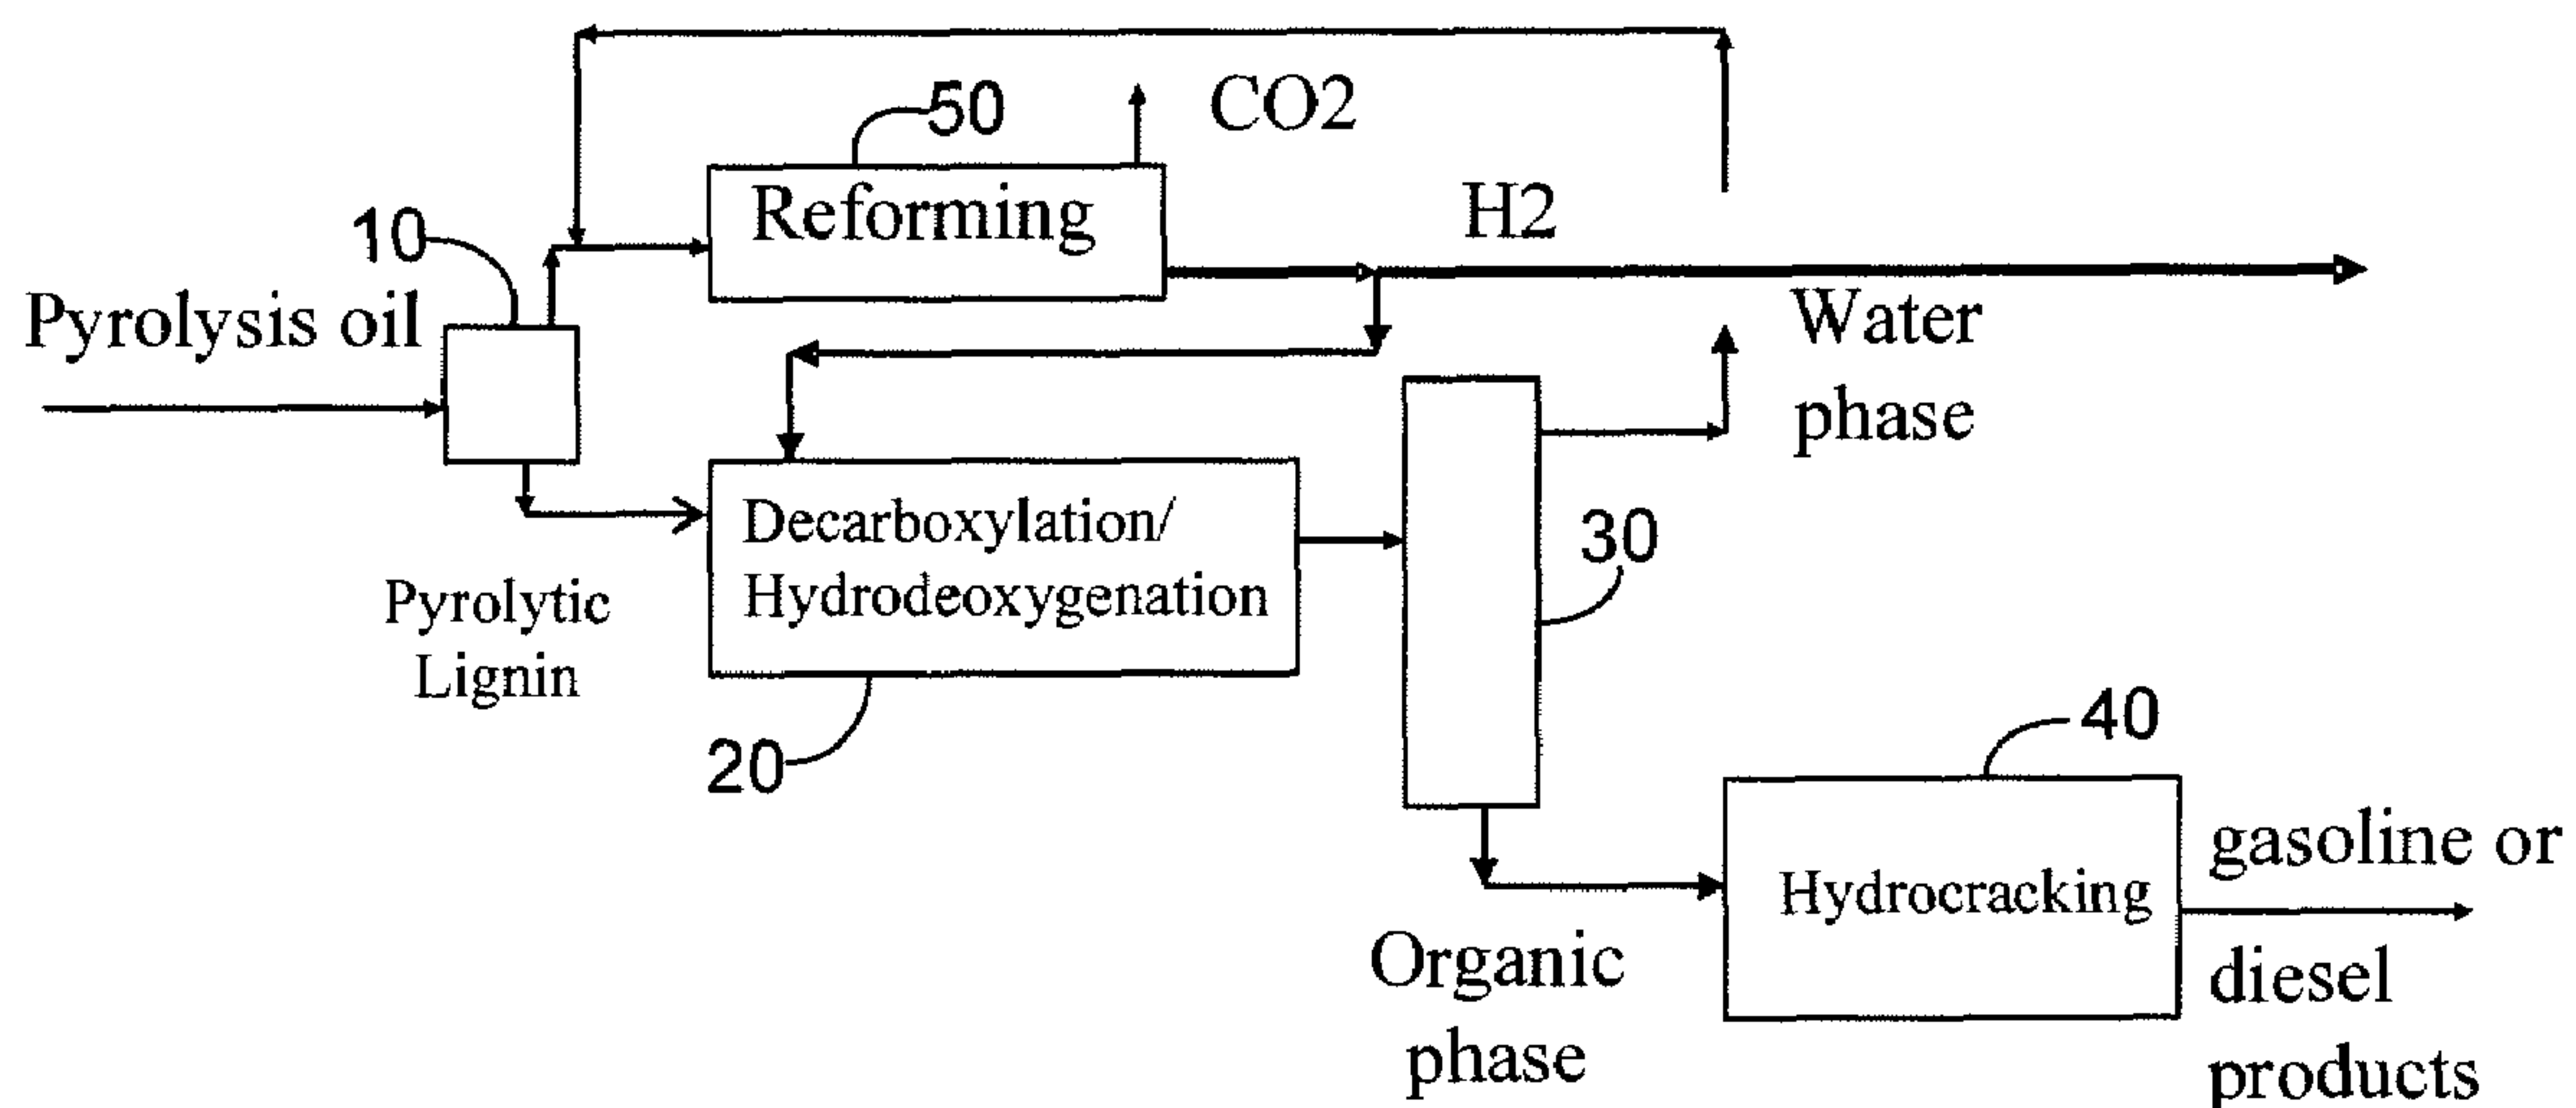 50
CO2
Reforming
H2
10
Pyrolysis oil
Water
phase
Decarboxylation/
Hydrodeoxygenation
30
Pyrolytic
Lignin
20
40
Hydrocracking
gasoline or
diesel
products
Organic
phase